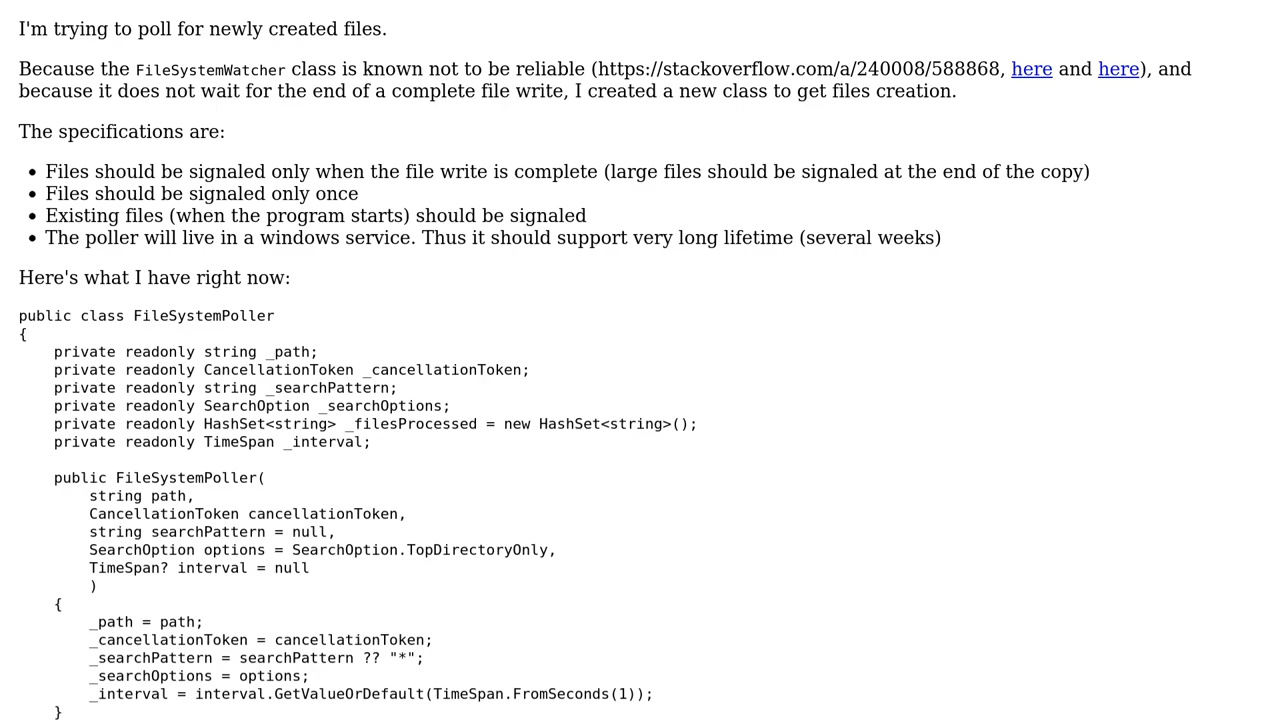 I'm trying to poll for newly created files.
Because the FileSystemWatcher class is known not to be reliable (https://stackoverflow.com/a/240008/588868, here and here), and
because it does not wait for the end of a complete file write, I created a new class to get files creation.
The specifications are:
• Files should be signaled only when the file write is complete (large files should be signaled at the end of the copy)
• Files should be signaled only once
• Existing files (when the program starts) should be signaled
• The poller will live in a windows service. Thus it should support very long lifetime (several weeks)
Here's what I have right now:
public class FileSystemPoller
{
    private readonly string _path;
    private readonly CancellationToken _cancellationToken;
    private readonly string _searchPattern;
    private readonly SearchOption _searchOptions;
    private readonly HashSet<string> _filesProcessed = new HashSet<string>();
    private readonly TimeSpan _interval;
    public FileSystemPoller(
        string path,
        CancellationToken cancellationToken,
        string searchPattern = null,
        SearchOption options = SearchOption.TopDirectoryOnly,
        TimeSpan? interval = null
        )
    {
        _path = path;
        _cancellationToken = cancellationToken;
        _searchPattern = searchPattern ?? "*";
        _searchOptions = options;
        _interval = interval.GetValueOrDefault(TimeSpan.FromSeconds(1));
    }